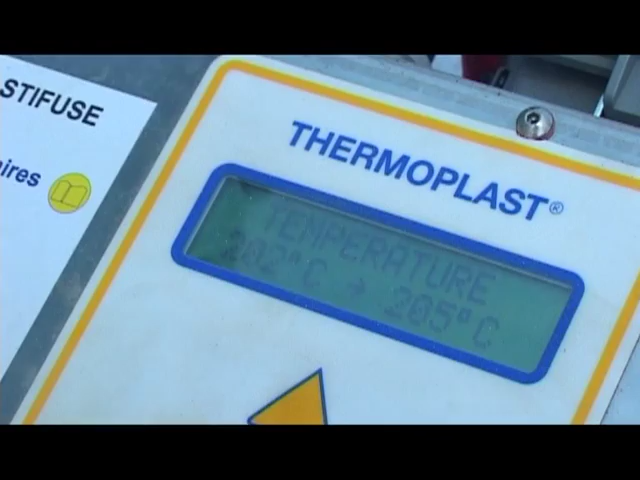 STIFUSE
ires
THERMOPLAST®
TEMPERATURE
202°C → 205°C